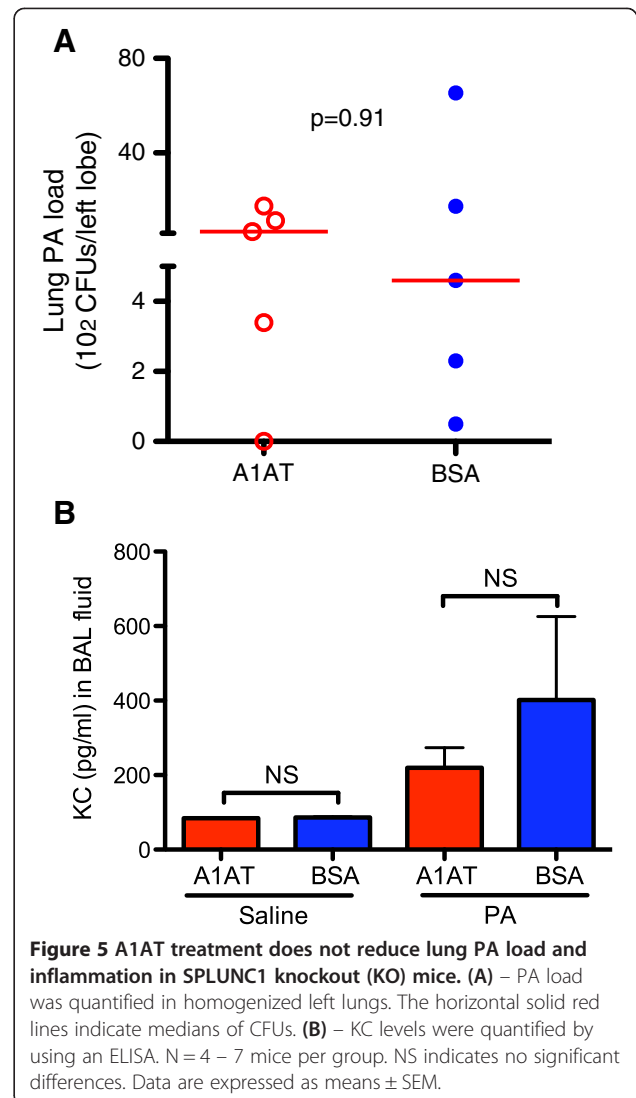 A
80
40
4
2
0
Lung PA load
(102 CFUs/left lobe)
p=0.91
A1AT BSA
B
800
600
400
200
0
KC (pg/ml) in BAL fluid
NS
NS
A1AT BSA A1AT BSA
Saline PA
Figure 5 A1AT treatment does not reduce lung PA load and
inflammation in SPLUNC1 knockout (KO) mice. (A) – PA load
was quantified in homogenized left lungs. The horizontal solid red
lines indicate medians of CFUs. (B) – KC levels were quantified by
using an ELISA. N = 4 – 7 mice per group. NS indicates no significant
differences. Data are expressed as means ± SEM.